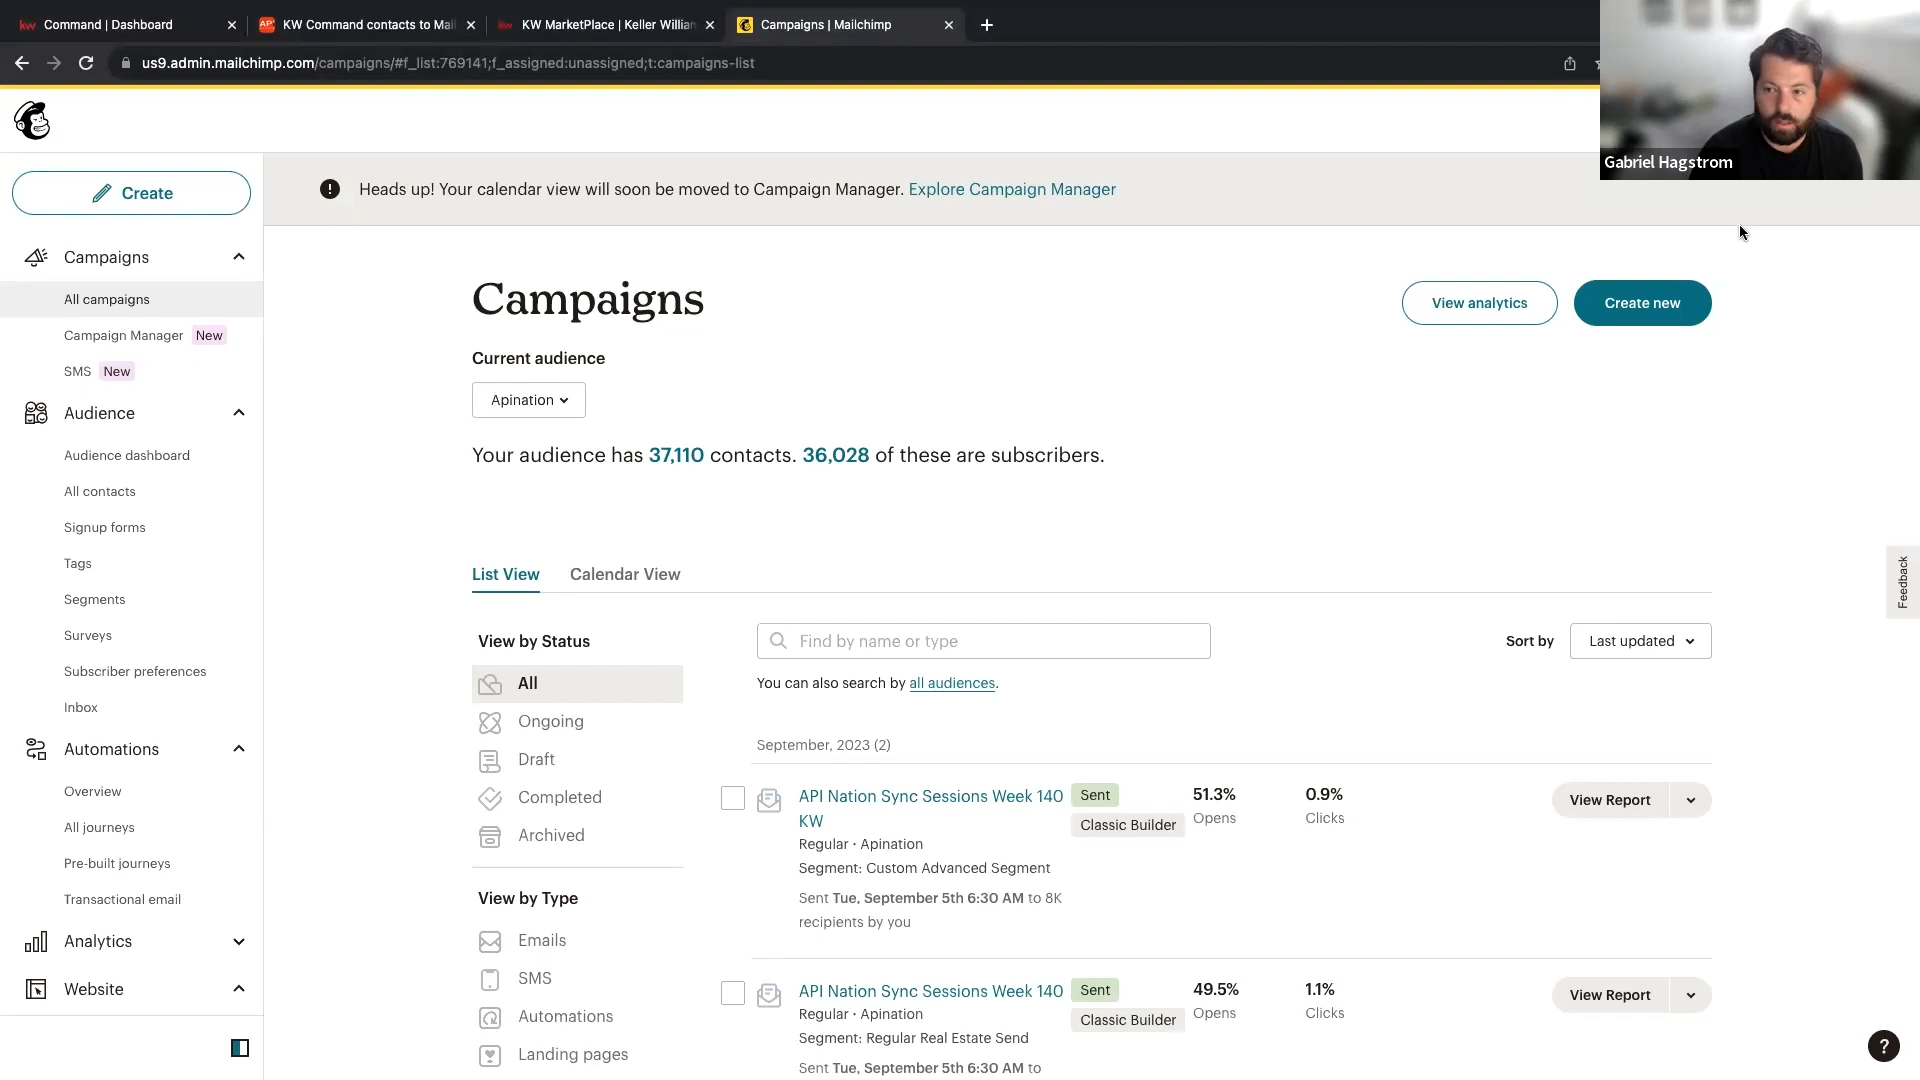 Command | Dashboard
KW Command contacts to Mail
KW MarketPlace | Keller William
Campaigns | Mailchimp
us9.admin.mailchimp.com/campaigns/#f_list:769141;f_assigned:unassigned;t:campaigns-list
Gabriel Hagstrom
Create
Heads up! Your calendar view will soon be moved to Campaign Manager. Explore Campaign Manager
Campaigns
All campaigns
Campaign Manager New
SMS New
Audience
Audience dashboard
All contacts
Signup forms
Tags
Segments
Surveys
Subscriber preferences
Inbox
Automations
Overview
All journeys
Pre-built journeys
Transactional email
Analytics
Website
Campaigns
View analytics
Create new
Current audience
Apination
Your audience has 37,110 contacts. 36,028 of these are subscribers.
List View
Calendar View
View by Status
All
Ongoing
Draft
Completed
Archived
View by Type
Emails
SMS
Automations
Landing pages
Find by name or type
Sort by
Last updated
You can also search by all audiences.
September, 2023 (2)
API Nation Sync Sessions Week 140
KW
Regular · Apination
Segment: Custom Advanced Segment
Sent Tue, September 5th 6:30 AM to 8K
recipients by you
Sent
Classic Builder
51.3%
Opens
0.9%
Clicks
View Report
API Nation Sync Sessions Week 140
Regular · Apination
Segment: Regular Real Estate Send
Sent Tue, September 5th 6:30 AM to
Sent
Classic Builder
49.5%
Opens
1.1%
Clicks
View Report
Feedback
?